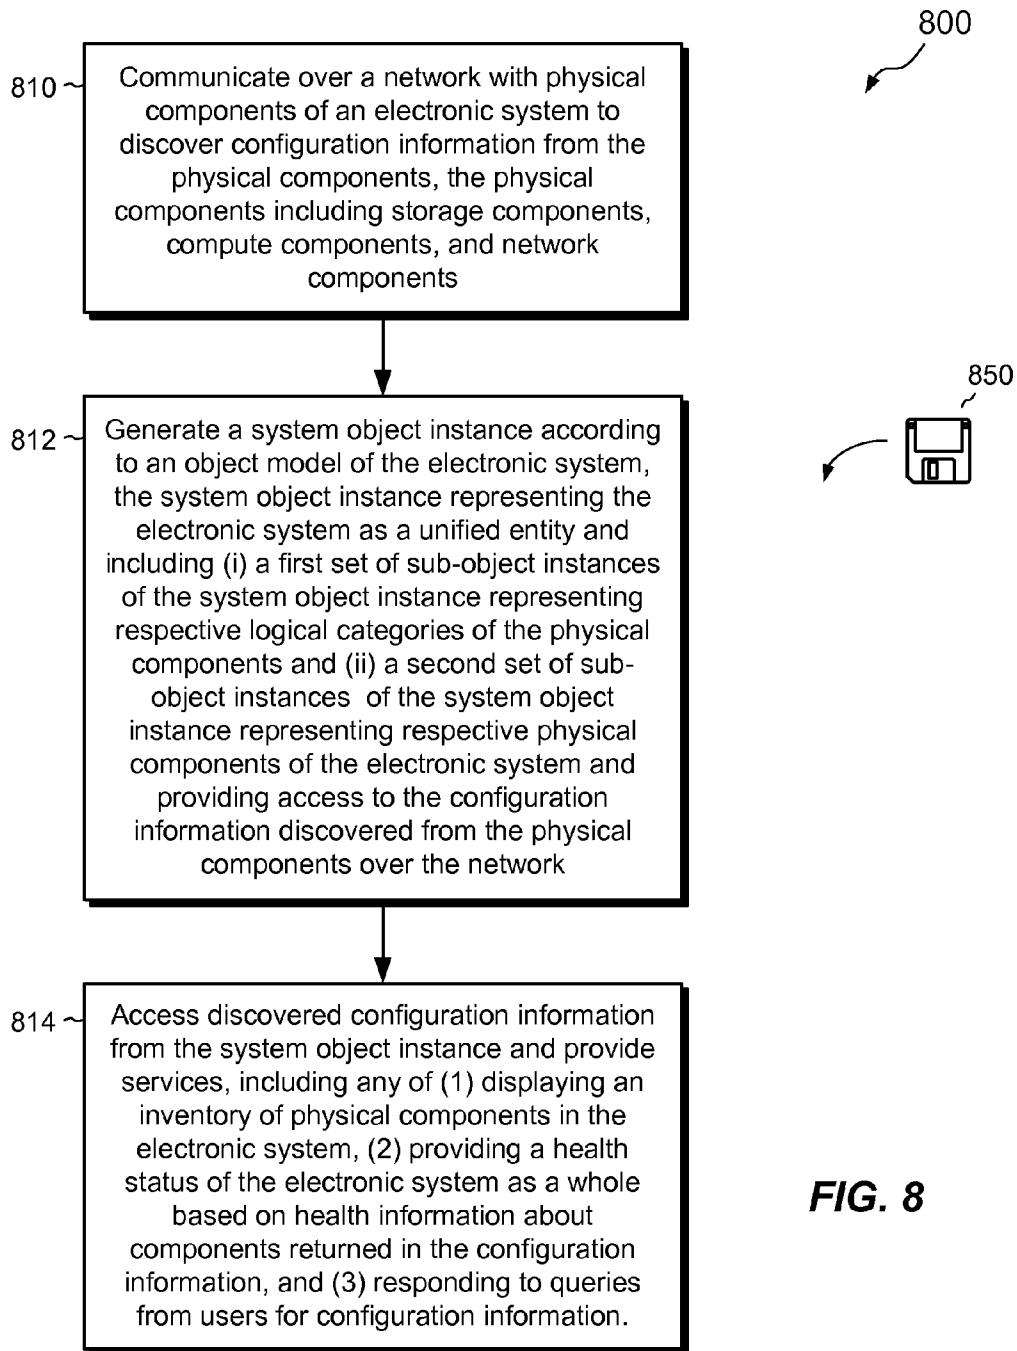 800
810
Communicate over a network with physical
components of an electronic system to
discover configuration information from the
physical components, the physical
components including storage components,
compute components, and network
components
850
812
Generate a system object instance according
to an object model of the electronic system,
the system object instance representing the
electronic system as a unified entity and
including (i) a first set of sub-object instances
of the system object instance representing
respective logical categories of the physical
components and (ii) a second set of sub-
object instances  of the system object
instance representing respective physical
components of the electronic system and
providing access to the configuration
information discovered from the physical
components over the network
814
Access discovered configuration information
from the system object instance and provide
services, including any of (1) displaying an
inventory of physical components in the
electronic system, (2) providing a health
status of the electronic system as a whole
based on health information about
components returned in the configuration
information, and (3) responding to queries
from users for configuration information.
FIG. 8